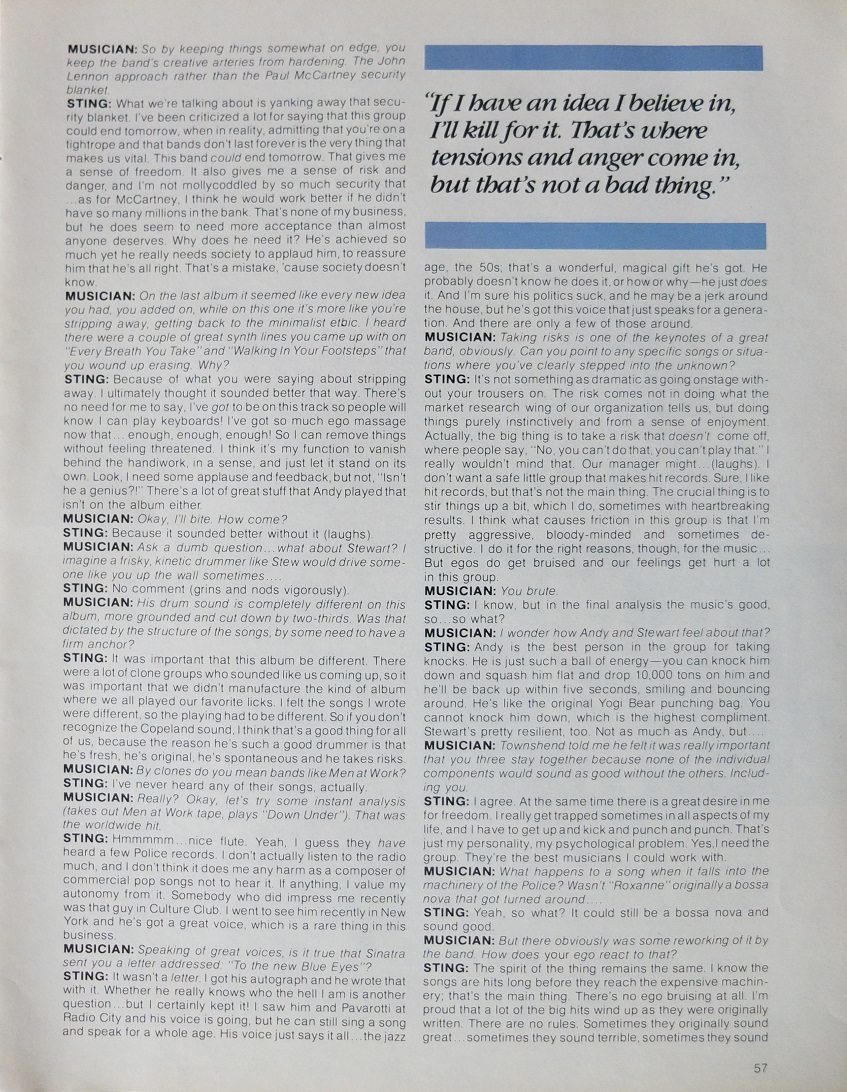 MUSICIAN: So by keeping things somewhat on edge, you
keep the band's creative arteries from hardening. The John
Lennon approach rather than the Paul McCartney security
blanket.
STING: What we're talking about is yanking away that secu-
rity blanket. I've been criticized a lot for saying that this group
could end tomorrow, when in reality, admitting that you're on a
tightrope and that bands don't last forever is the very thing that
makes us vital. This band could end tomorrow. That gives me
a sense of freedom. It also gives me a sense of risk and
danger, and I'm not mollycoddled by so much security that
...as for McCartney, I think he would work better if he didn't
have so many millions in the bank. That's none of my business,
but he does seem to need more acceptance than almost
anyone deserves. Why does he need it? He's achieved so
much yet he really needs society to applaud him, to reassure
him that he's all right. That's a mistake, 'cause society doesn't
know.
MUSICIAN: On the last album it seemed like every new idea
you had, you added on, while on this one it's more like you're
stripping away, getting back to the minimalist etbic. I heard
there were a couple of great synth lines you came up with on
"Every Breath You Take" and "Walking In Your Footsteps" that
you wound up erasing. Why?
STING: Because of what you were saying about stripping
away. I ultimately thought it sounded better that way. There's
no need for me to say, I've got to be on this track so people will
know I can play keyboards! I've got so much ego massage
now that... enough, enough, enough! So I can remove things
without feeling threatened. I think it's my function to vanish
behind the handiwork, in a sense, and just let it stand on its
own. Look, I need some applause and feedback, but not, "Isn't
he a genius?!" There's a lot of great stuff that Andy played that
isn't on the album either.
MUSICIAN: Okay, I'll bite. How come?
STING: Because it sounded better without it (laughs).
MUSICIAN: Ask a dumb question...what about Stewart? I
imagine a frisky, kinetic drummer like Stew would drive some-
one like you up the wall sometimes....
STING: No comment (grins and nods vigorously).
MUSICIAN: His drum sound is completely different on this
album, more grounded and cut down by two-thirds. Was that
dictated by the structure of the songs, by some need to have a
firm anchor?
STING: It was important that this album be different. There
were a lot of clone groups who sounded like us coming up, so it
was important that we didn't manufacture the kind of album
where we all played our favorite licks. I felt the songs I wrote
were different, so the playing had to be different. So if you don't
recognize the Copeland sound, I think that's a good thing for all
of us, because the reason he's such a good drummer is that
he's fresh, he's original, he's spontaneous and he takes risks.
MUSICIAN: By clones do you mean bands like Men at Work?
STING: I've never heard any of their songs, actually.
MUSICIAN: Really? Okay, let's try some instant analysis
(takes out Men at Work tape, plays "Down Under"). That was
the worldwide hit.
STING: Hmmmmm...nice flute. Yeah, I guess they have
heard a few Police records. I don't actually listen to the radio
much, and I don't think it does me any harm as a composer of
commercial pop songs not to hear it. If anything, I value my
autonomy from it. Somebody who did impress me recently
was that guy in Culture Club. I went to see him recently in New
York and he's got a great voice, which is a rare thing in this
business.
MUSICIAN: Speaking of great voices, is it true that Sinatra
sent you a letter addressed: "To the new Blue Eyes"?
STING: It wasn't a letter. I got his autograph and he wrote that
with it. Whether he really knows who the hell I am is another
question...but I certainly kept it! I saw him and Pavarotti at
Radio City and his voice is going, but he can still sing a song
and speak for a whole age. His voice just says it all...the jazz
"If I have an idea I believe in,
I'll kill for it. That's where
tensions and anger come in,
but that's not a bad thing."
age, the 50s; that's a wonderful, magical gift he's got. He
probably doesn't know he does it, or how or why—he just does
it. And I'm sure his politics suck, and he may be a jerk around
the house, but he's got this voice that just speaks for a genera-
tion. And there are only a few of those around.
MUSICIAN: Taking risks is one of the keynotes of a great
band, obviously. Can you point to any specific songs or situa-
tions where you've clearly stepped into the unknown?
STING: It's not something as dramatic as going onstage with-
out your trousers on. The risk comes not in doing what the
market research wing of our organization tells us, but doing
things purely instinctively and from a sense of enjoyment.
Actually, the big thing is to take a risk that doesn't come off,
where people say, "No, you can't do that, you can't play that." I
really wouldn't mind that. Our manager might...(laughs). I
don't want a safe little group that makes hit records. Sure, I like
hit records, but that's not the main thing. The crucial thing is to
stir things up a bit, which I do, sometimes with heartbreaking
results. I think what causes friction in this group is that I'm
pretty aggressive, bloody-minded and sometimes de-
structive. I do it for the right reasons, though, for the music...
But egos do get bruised and our feelings get hurt a lot
in this group.
MUSICIAN: You brute.
STING: I know, but in the final analysis the music's good,
so...so what?
MUSICIAN: I wonder how Andy and Stewart feel about that?
STING: Andy is the best person in the group for taking
knocks. He is just such a ball of energy—you can knock him
down and squash him flat and drop 10,000 tons on him and
he'll be back up within five seconds, smiling and bouncing
around. He's like the original Yogi Bear punching bag. You
cannot knock him down, which is the highest compliment.
Stewart's pretty resilient, too. Not as much as Andy, but....
MUSICIAN: Townshend told me he felt it was really important
that you three stay together because none of the individual
components would sound as good without the others. Includ-
ing you.
STING: I agree. At the same time there is a great desire in me
for freedom. I really get trapped sometimes in all aspects of my
life, and I have to get up and kick and punch and punch. That's
just my personality, my psychological problem. Yes, I need the
group. They're the best musicians I could work with.
MUSICIAN: What happens to a song when it falls into the
machinery of the Police? Wasn't "Roxanne" originally a bossa
nova that got turned around....
STING: Yeah, so what? It could still be a bossa nova and
sound good.
MUSICIAN: But there obviously was some reworking of it by
the band. How does your ego react to that?
STING: The spirit of the thing remains the same. I know the
songs are hits long before they reach the expensive machin-
ery; that's the main thing. There's no ego bruising at all. I'm
proud that a lot of the big hits wind up as they were originally
written. There are no rules. Sometimes they originally sound
great...sometimes they sound terrible, sometimes they sound
57